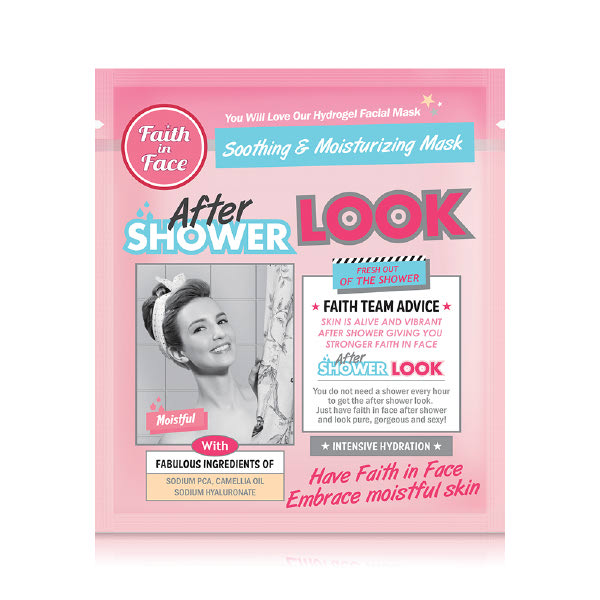 Faith
in
Face
You Will Love Our Hydrogel Facial Mask
Soothing & Moisturizing Mask
After
SHOWER LOOK
FRESH OUT
OF THE SHOWER
★ FAITH TEAM ADVICE ★
SKIN IS ALIVE AND VIBRANT
AFTER SHOWER GIVING YOU
STRONGER FAITH IN FACE
After
SHOWER LOOK
You do not need a shower every hour
to get the after shower look.
Just have faith in face after shower
and look pure, gorgeous and sexy!
Moistful
With
FABULOUS INGREDIENTS OF
SODIUM PCA, CAMELLIA OIL
SODIUM HYALURONATE
★ INTENSIVE HYDRATION ★
Have Faith in Face
Embrace moistful skin